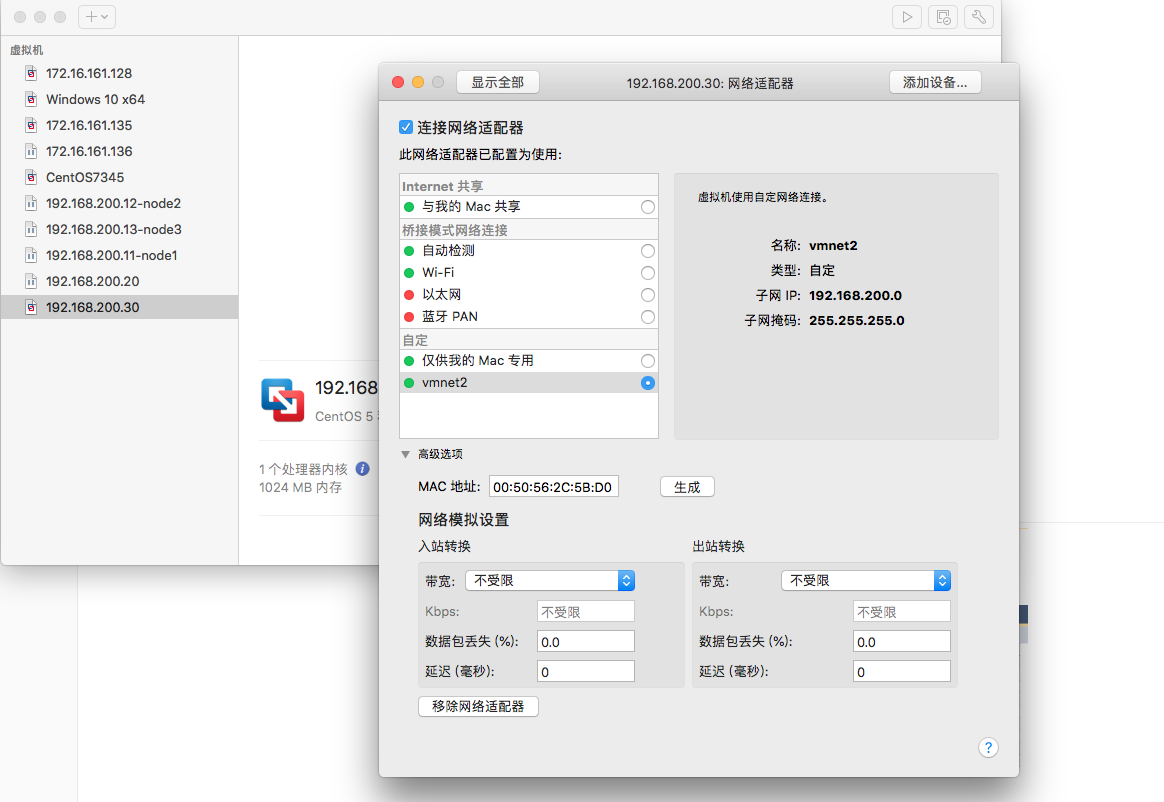 虚拟机
172.16.161.128
Windows 10 x64
172.16.161.135
172.16.161.136
CentOS7345
192.168.200.12-node2
192.168.200.13-node3
192.168.200.11-node1
192.168.200.20
192.168.200.30
192.168
CentOS 5
1 个处理器内核
1024 MB 内存
显示全部
192.168.200.30: 网络适配器
添加设备...
连接网络适配器
此网络适配器已配置为使用:
Internet 共享
与我的 Mac 共享
桥接模式网络连接
自动检测
Wi-Fi
以太网
蓝牙 PAN
自定
仅供我的 Mac 专用
vmnet2
虚拟机使用自定网络连接。
名称: vmnet2
类型: 自定
子网 IP: 192.168.200.0
子网掩码: 255.255.255.0
高级选项
MAC 地址: 00:50:56:2C:5B:D0 生成
网络模拟设置
入站转换
带宽: 不受限
Kbps: 不受限
数据包丢失 (%): 0.0
延迟 (毫秒): 0
出站转换
带宽: 不受限
Kbps: 不受限
数据包丢失 (%): 0.0
延迟 (毫秒): 0
移除网络适配器
?